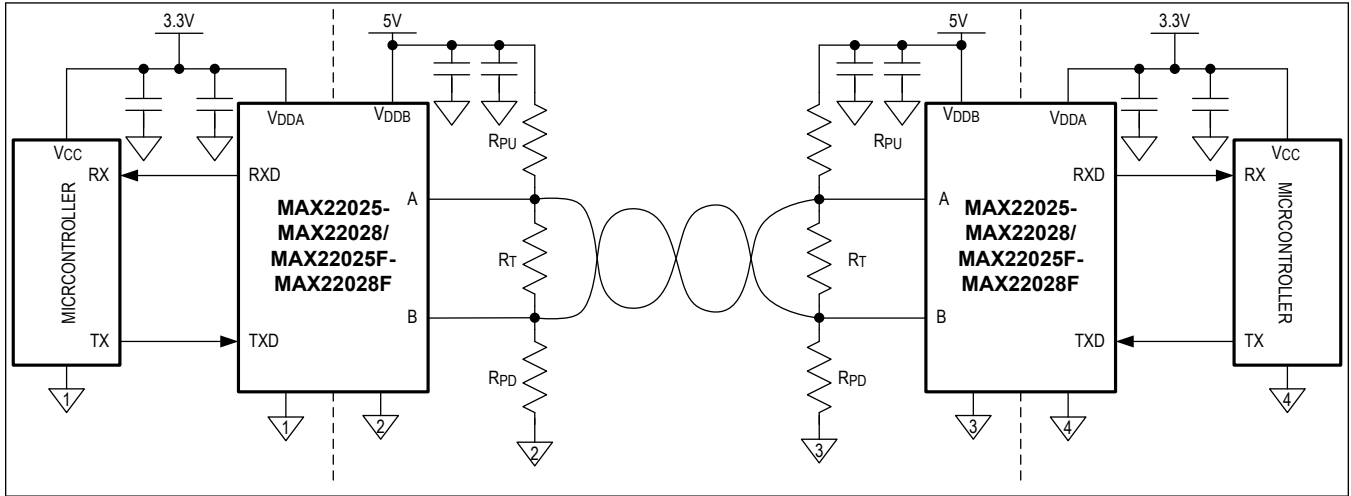 3.3V
5V
5V
3.3V
VDDA
VDDB
VDDB
VDDA
VCC
RX
TX
MICRCONTROLLER
RXD
TXD
MAX22025-
MAX22028/
MAX22025F-
MAX22028F
A
B
RPU
RT
RPD
1
1
2
2
RPU
RT
RPD
A
B
MAX22025-
MAX22028/
MAX22025F-
MAX22028F
RXD
TXD
VCC
RX
TX
MICRCONTROLLER
3
3
4
4